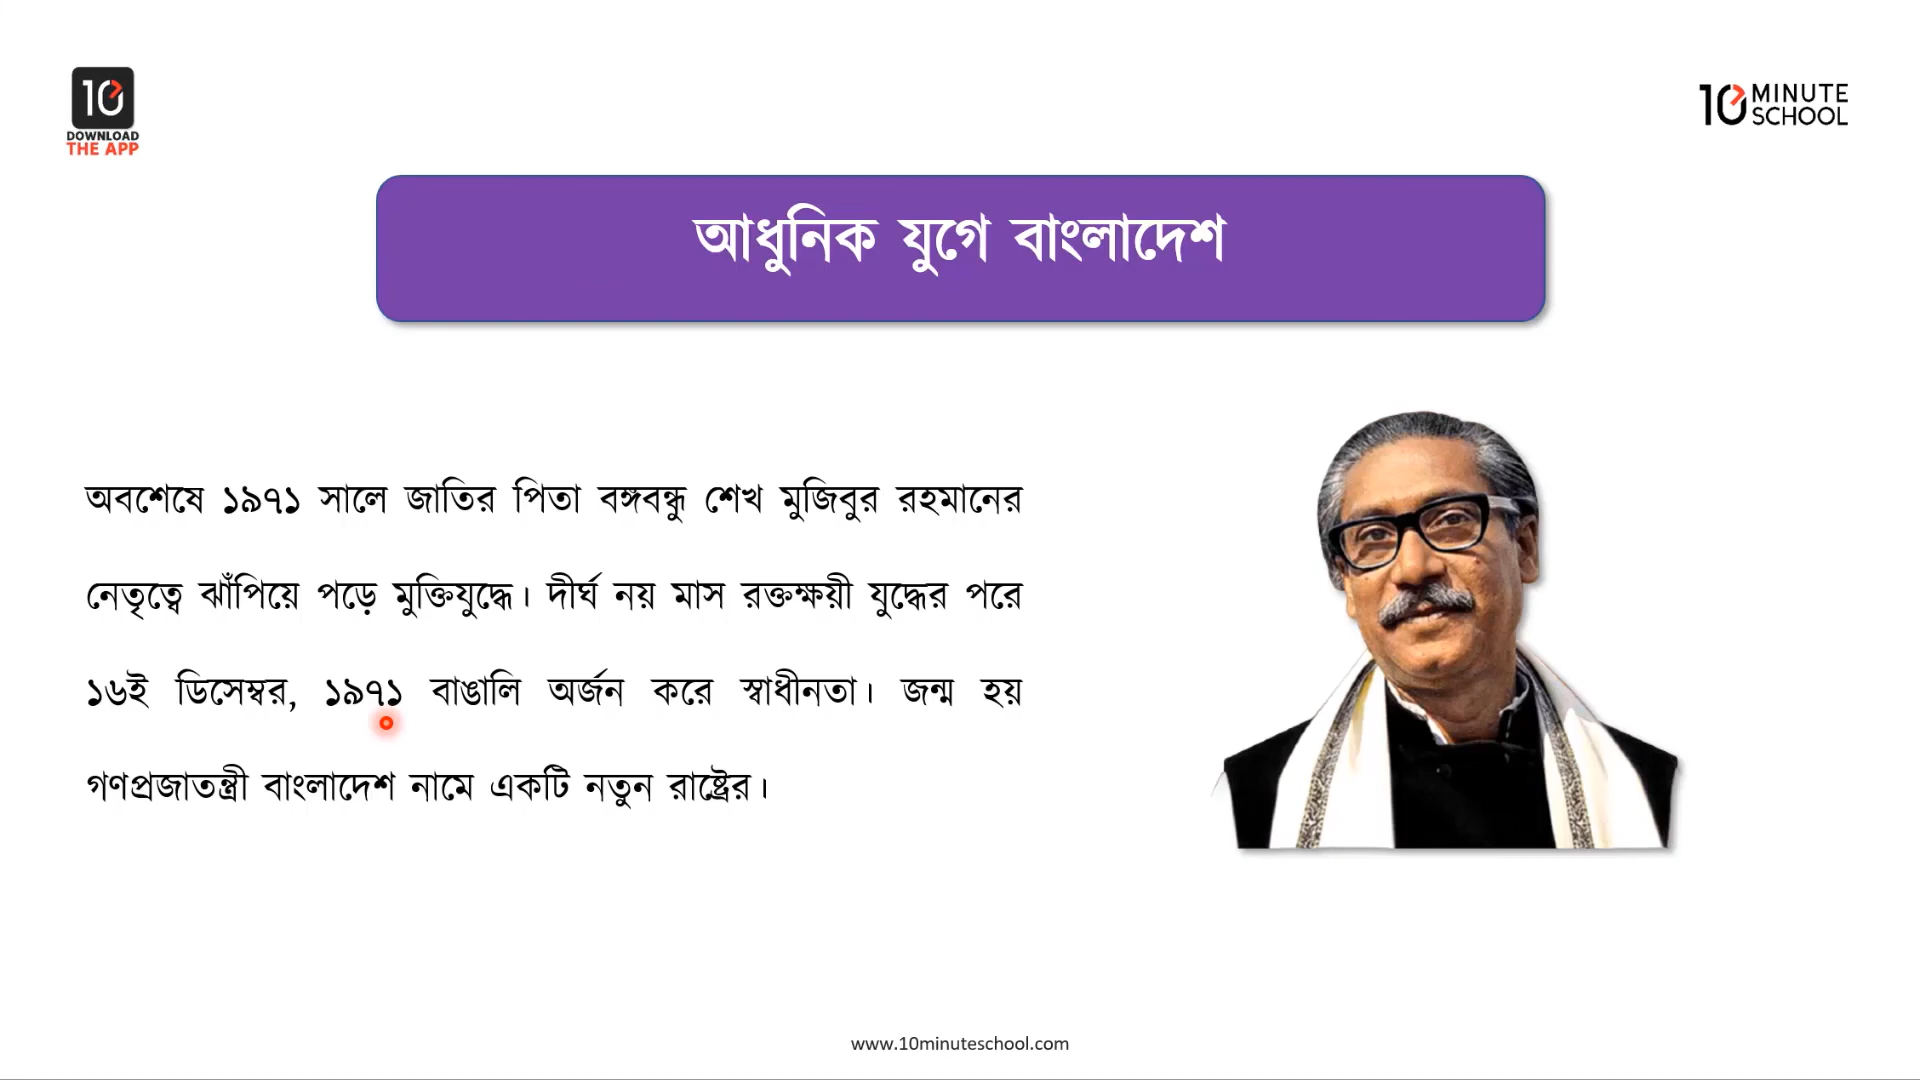 10
DOWNLOAD
THE APP
10 MINUTE
SCHOOL
আধুনিক যুগে বাংলাদেশ
অবশেষে ১৯৭১ সালে জাতির পিতা বঙ্গবন্ধু শেখ মুজিবুর রহমানের
নেতৃত্বে ঝাঁপিয়ে পড়ে মুক্তিযুদ্ধে। দীর্ঘ নয় মাস রক্তক্ষয়ী যুদ্ধের পরে
১৬ই ডিসেম্বর, ১৯৭১ বাঙালি অর্জন করে স্বাধীনতা। জন্ম হয়
গণপ্রজাতন্ত্রী বাংলাদেশ নামে একটি নতুন রাষ্ট্রের।
www.10minuteschool.com